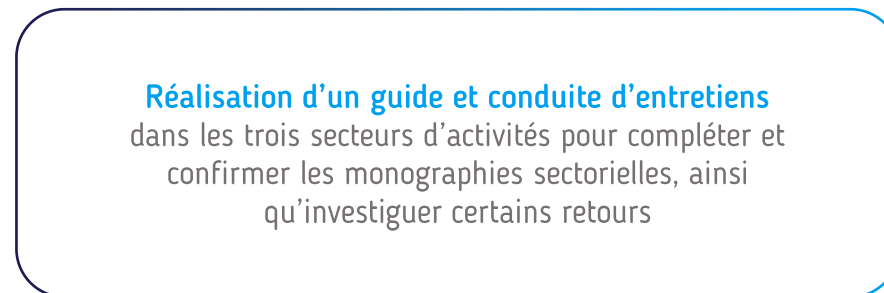 Réalisation d’un guide et conduite d’entretiens
dans les trois secteurs d’activités pour compléter et
confirmer les monographies sectorielles, ainsi
qu’investiguer certains retours